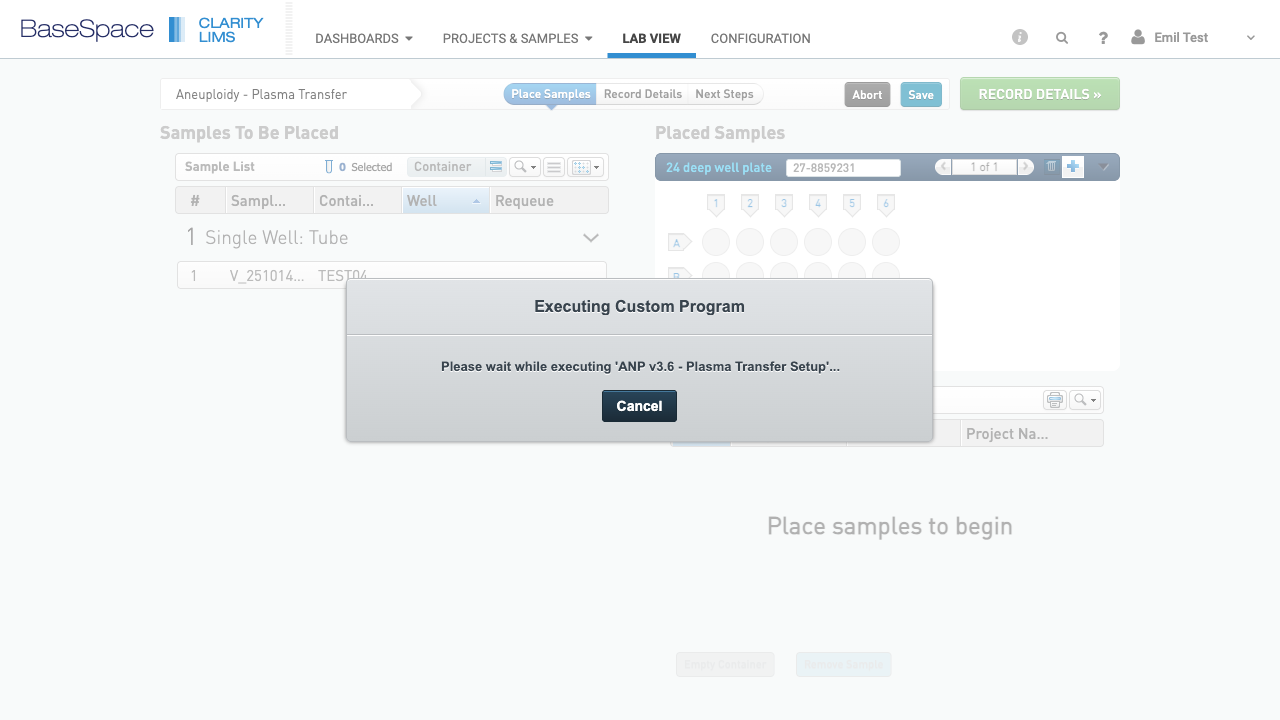 BaseSpace CLARITY LIMS
DASHBOARDS PROJECTS & SAMPLES LAB VIEW CONFIGURATION
? Emil Test
Aneuploidy - Plasma Transfer
Place Samples Record Details Next Steps
Abort Save
RECORD DETAILS »
Samples To Be Placed
Sample List 0 Selected Container
# Sampl... Contai... Well Requeue
1 Single Well: Tube
1 V_251014... TEST04
Placed Samples
24 deep well plate 27-8859231 1 of 1
1 2 3 4 5 6
A
B
Executing Custom Program
Please wait while executing 'ANP v3.6 - Plasma Transfer Setup'...
Cancel
Project Na...
Place samples to begin
Empty Container Remove Sample